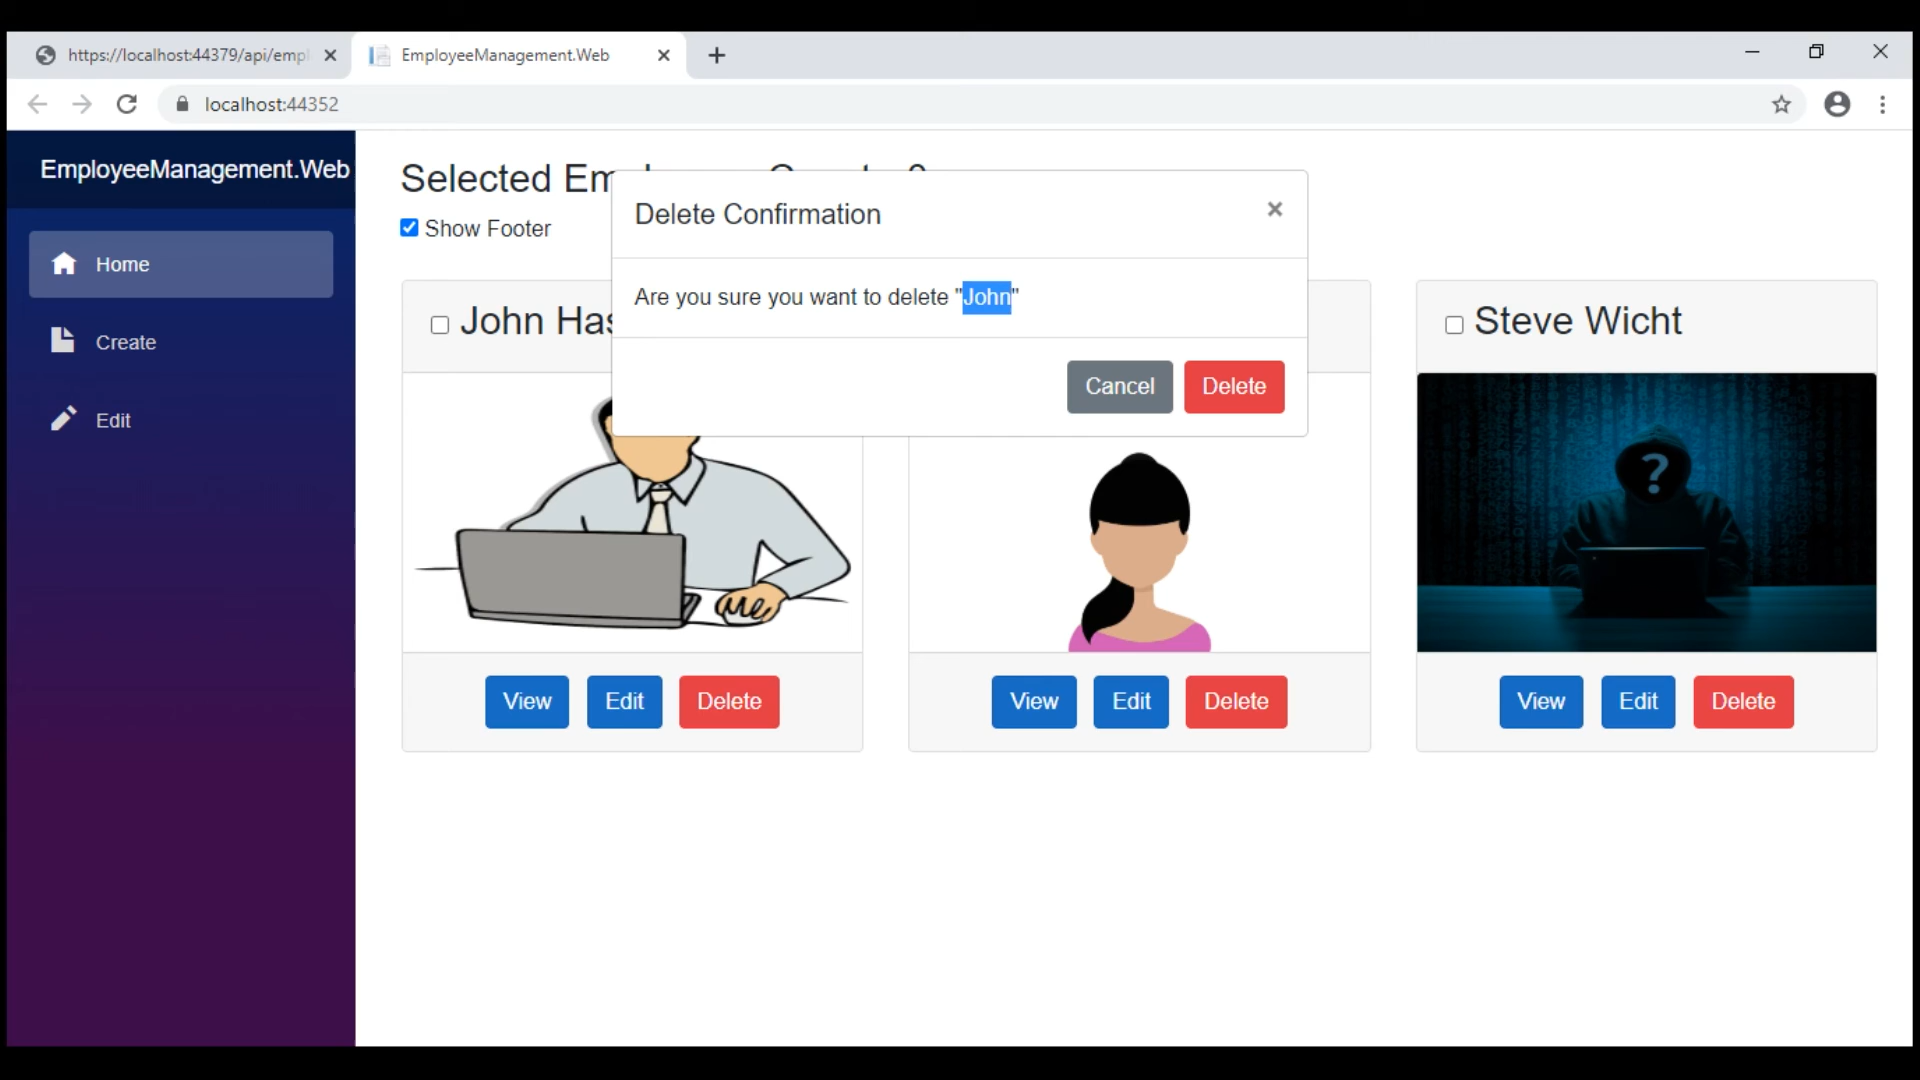 https://localhost:44379/api/empl
EmployeeManagement.Web
localhost:44352
EmployeeManagement.Web
Home
Create
Edit
Selected
Show Footer
Delete Confirmation
×
Are you sure you want to delete "John"
Cancel
Delete
John
Steve Wicht
?
View Edit Delete
View Edit Delete
View Edit Delete